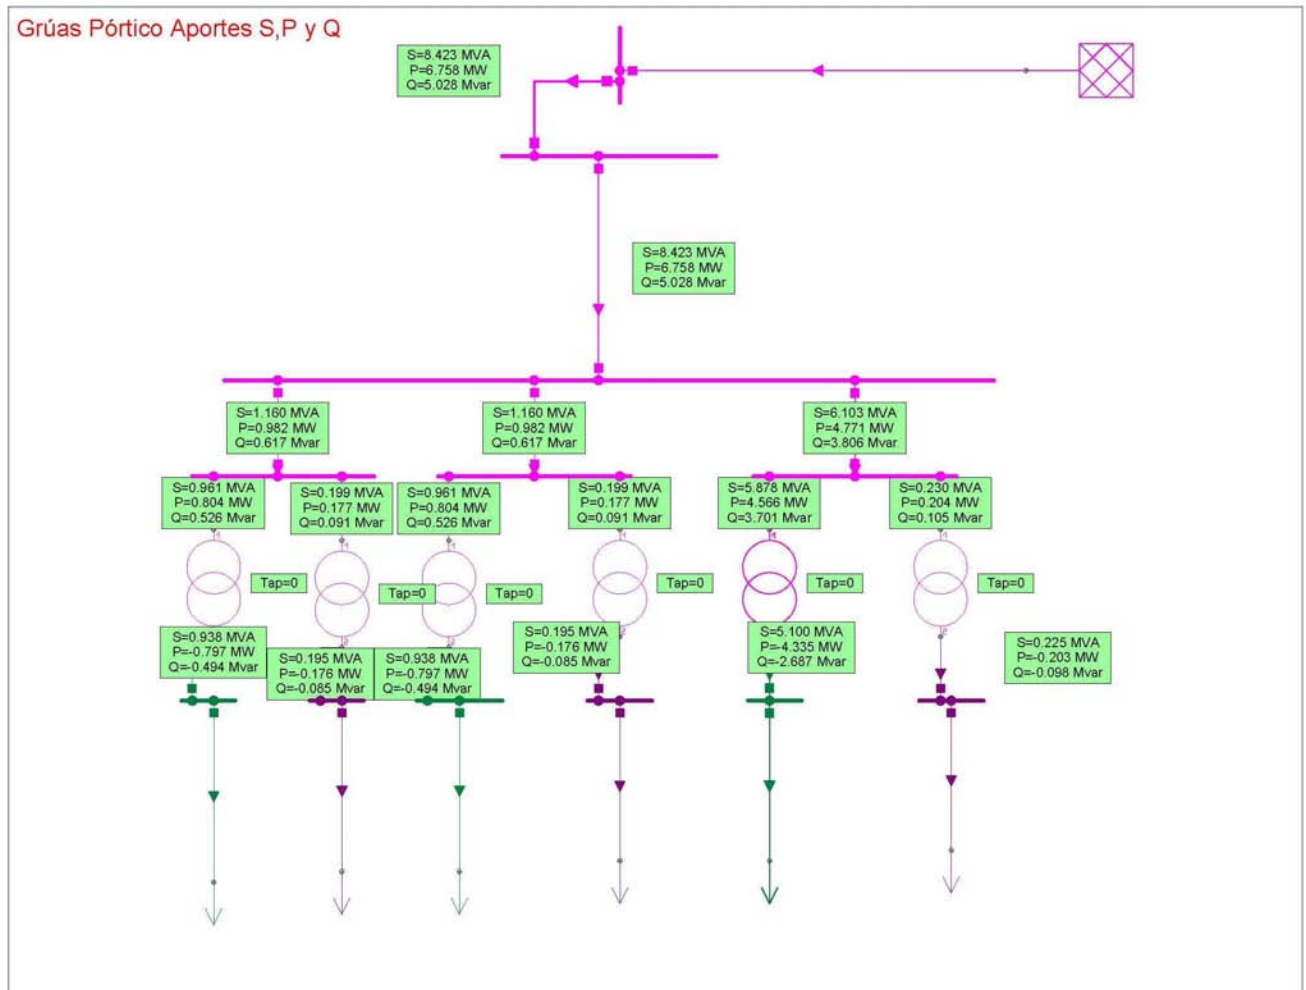 Grúas Pórtico Aportes S,P y Q
S=8.423 MVA
P=6.758 MW
Q=5.028 Mvar
S=8.423 MVA
P=6.758 MW
Q=5.028 Mvar
S=1.160 MVA
P=0.982 MW
Q=0.617 Mvar
S=1.160 MVA
P=0.982 MW
Q=0.617 Mvar
S=6.103 MVA
P=4.771 MW
Q=3.806 Mvar
S=0.961 MVA
P=0.804 MW
Q=0.526 Mvar
S=0.199 MVA
P=0.177 MW
Q=0.091 Mvar
S=0.961 MVA
P=0.804 MW
Q=0.526 Mvar
S=0.199 MVA
P=0.177 MW
Q=0.091 Mvar
S=5.878 MVA
P=4.566 MW
Q=3.701 Mvar
S=0.230 MVA
P=0.204 MW
Q=0.105 Mvar
Tap=0
Tap=0
Tap=0
Tap=0
Tap=0
Tap=0
S=0.938 MVA
P=-0.797 MW
Q=-0.494 Mvar
S=0.195 MVA
P=-0.176 MW
Q=-0.085 Mvar
S=0.938 MVA
P=-0.797 MW
Q=-0.494 Mvar
S=0.195 MVA
P=-0.176 MW
Q=-0.085 Mvar
S=5.100 MVA
P=-4.335 MW
Q=-2.687 Mvar
S=0.225 MVA
P=-0.203 MW
Q=-0.098 Mvar